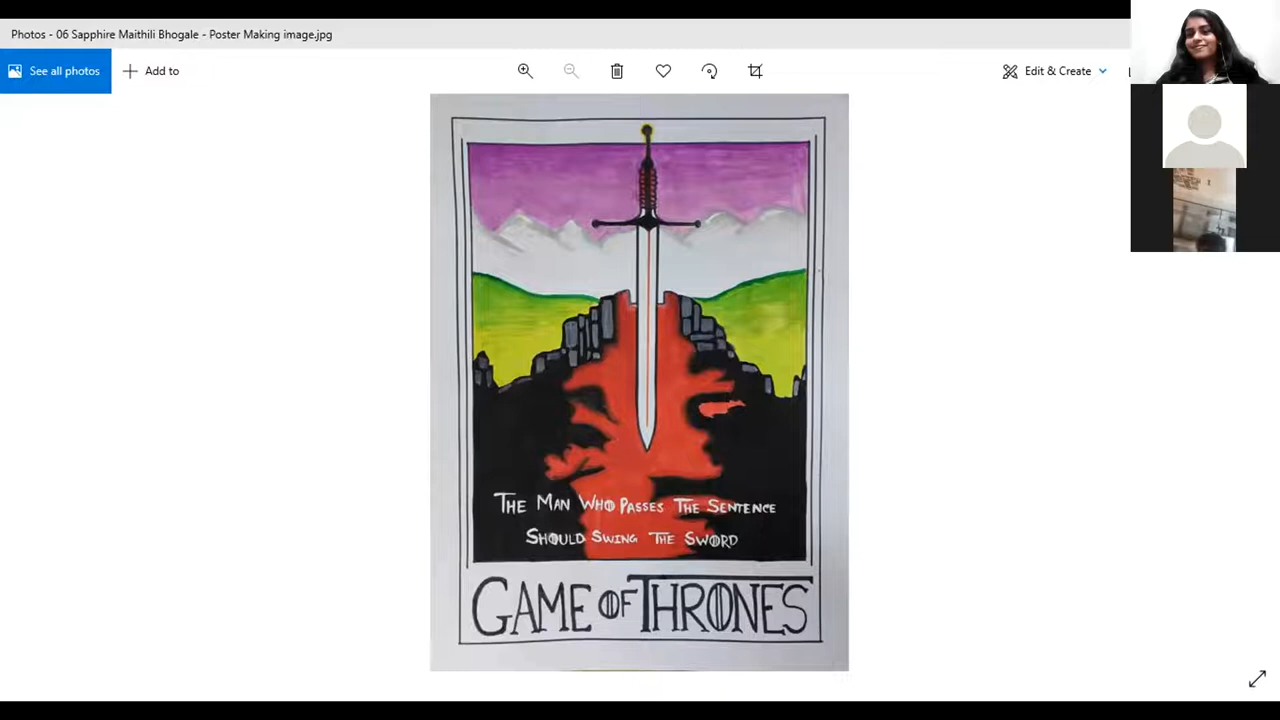 Photos - 06 Sapphire Maithili Bhogale - Poster Making image.jpg
See all photos
Add to
Edit & Create
THE MAN WHO PASSES THE SENTENCE
SHOULD SWING THE SWORD
GAME OF THRONES